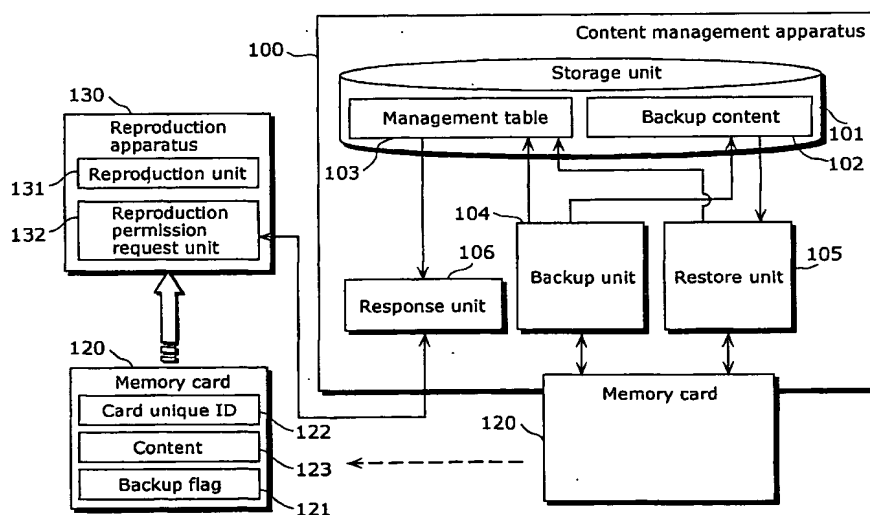 Content management apparatus
100
Storage unit
130
Reproduction
apparatus
Management table
Backup content
101
103
102
131
Reproduction unit
132
Reproduction
permission
request unit
104
106
Response unit
Backup unit
Restore unit
105
120
Memory card
Memory card
Card unique ID
122
120
Content
123
Backup flag
121